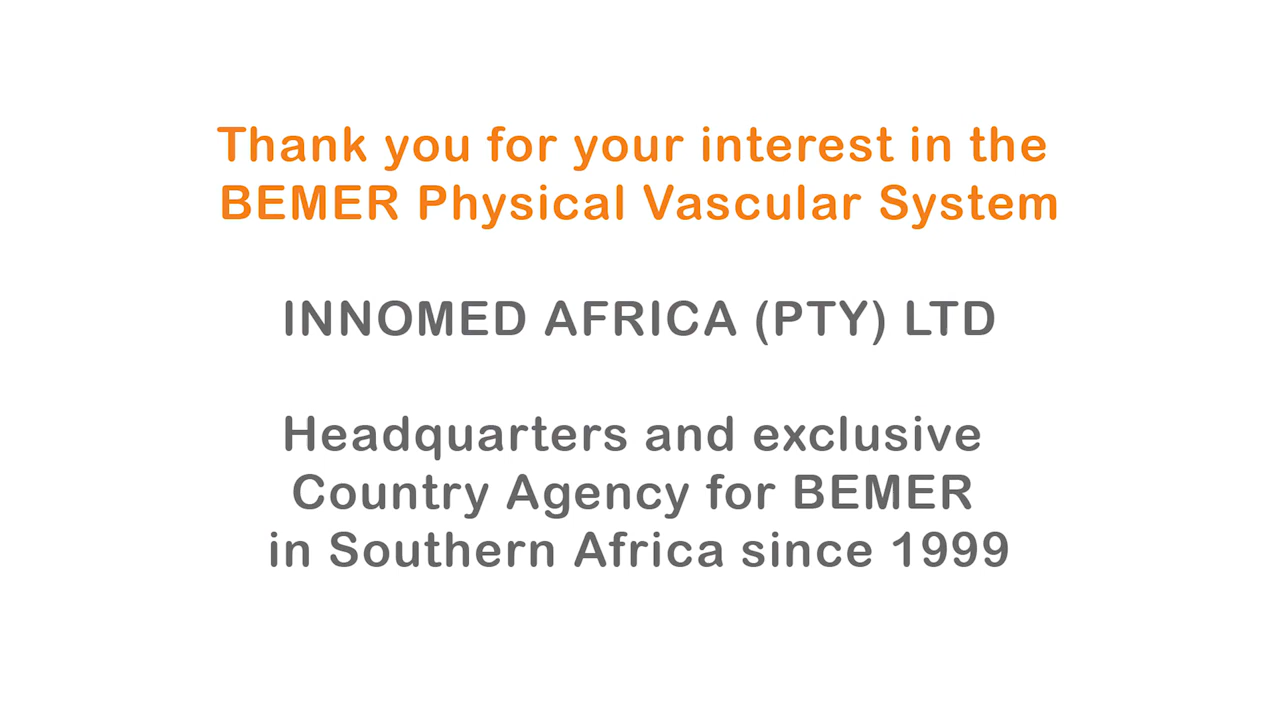 Thank you for your interest in the
BEMER Physical Vascular System
INNOMED AFRICA (PTY) LTD
Headquarters and exclusive
Country Agency for BEMER
in Southern Africa since 1999